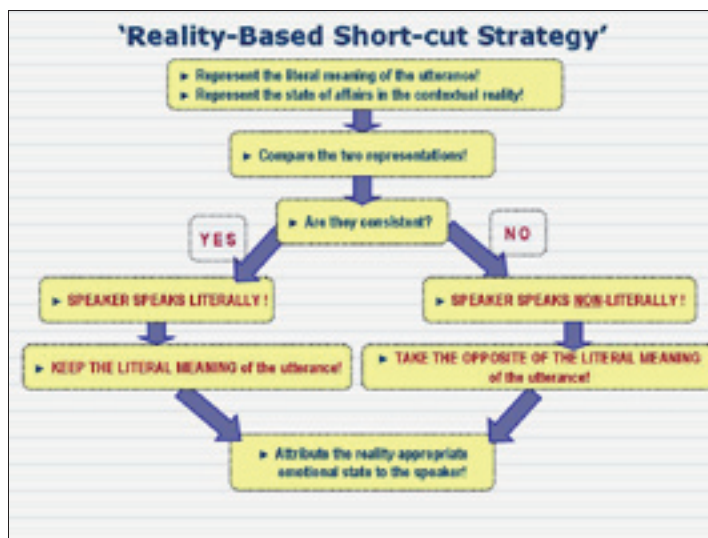 ‘Reality-Based Short-cut Strategy’
► Represent the literal meaning of the utterance!
► Represent the state of affairs in the contextual reality!
► Compare the two representations!
► Are they consistent?
YES
NO
► SPEAKER SPEAKS LITERALLY !
► SPEAKER SPEAKS NON-LITERALLY !
► KEEP THE LITERAL MEANING of the utterance!
► TAKE THE OPPOSITE OF THE LITERAL MEANING
of the utterance!
► Attribute the reality appropriate
emotional state to the speaker!